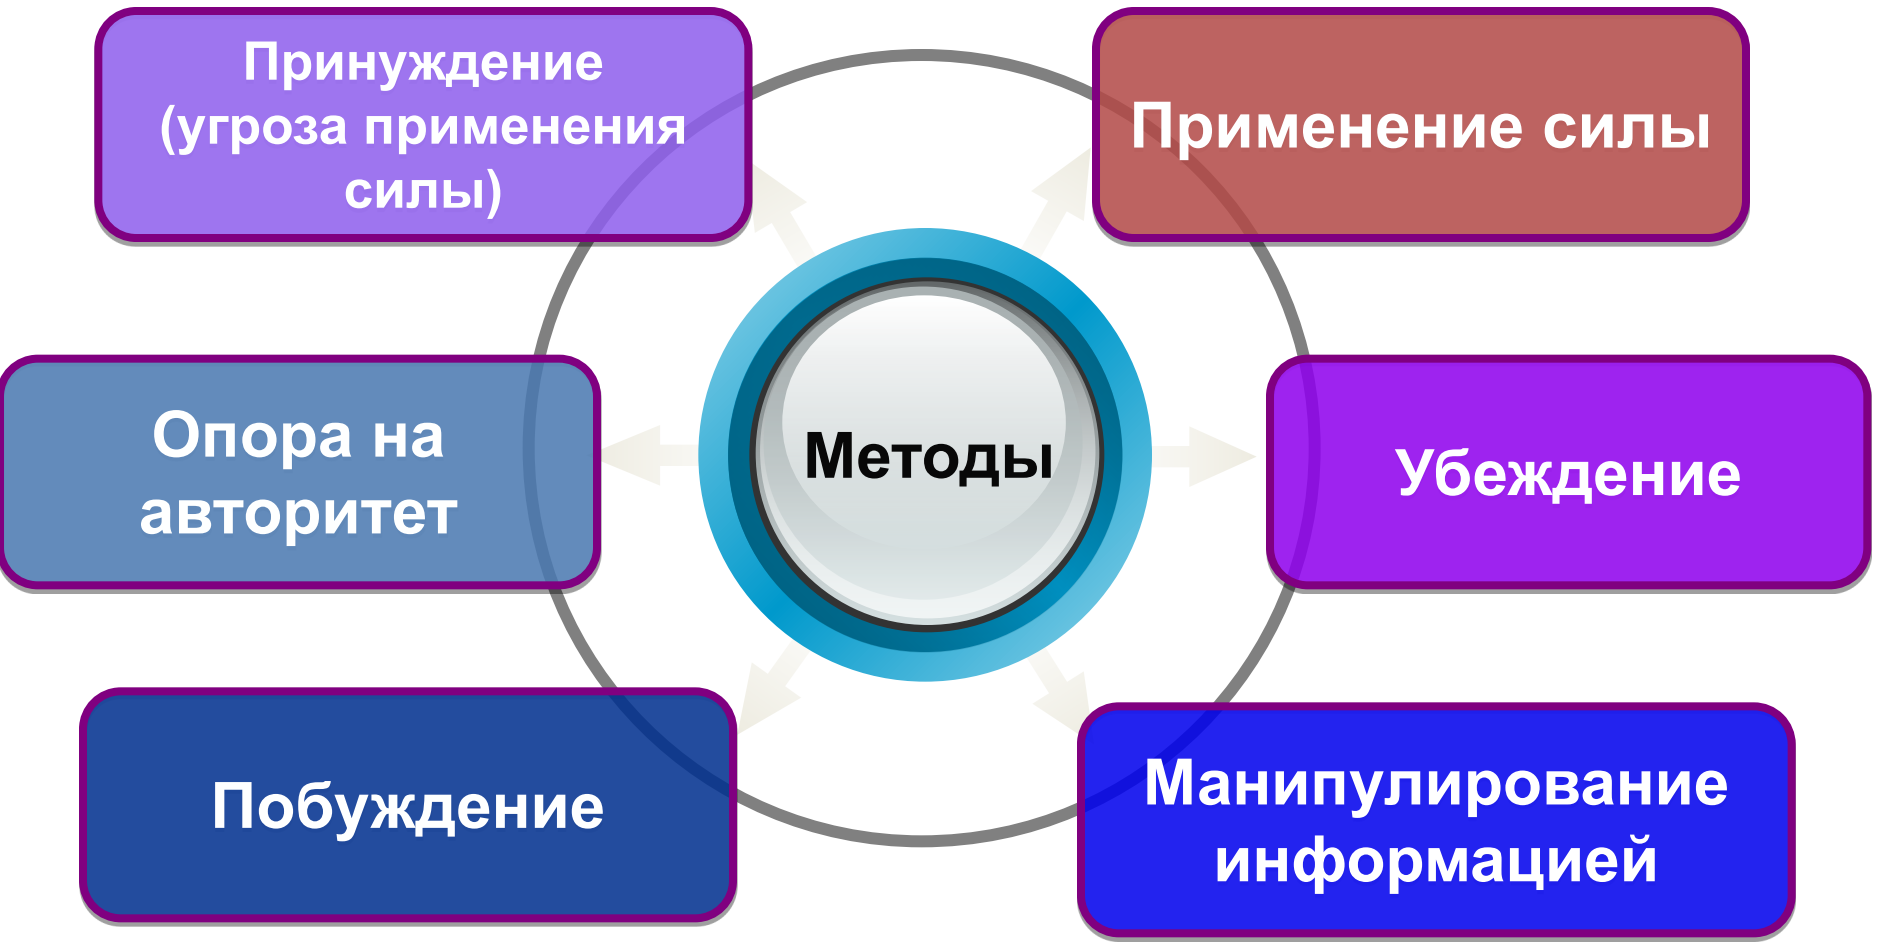 Принуждение
(угроза применения
силы)
Применение силы
Опора на
авторитет
Методы
Убеждение
Побуждение
Манипулирование
информацией